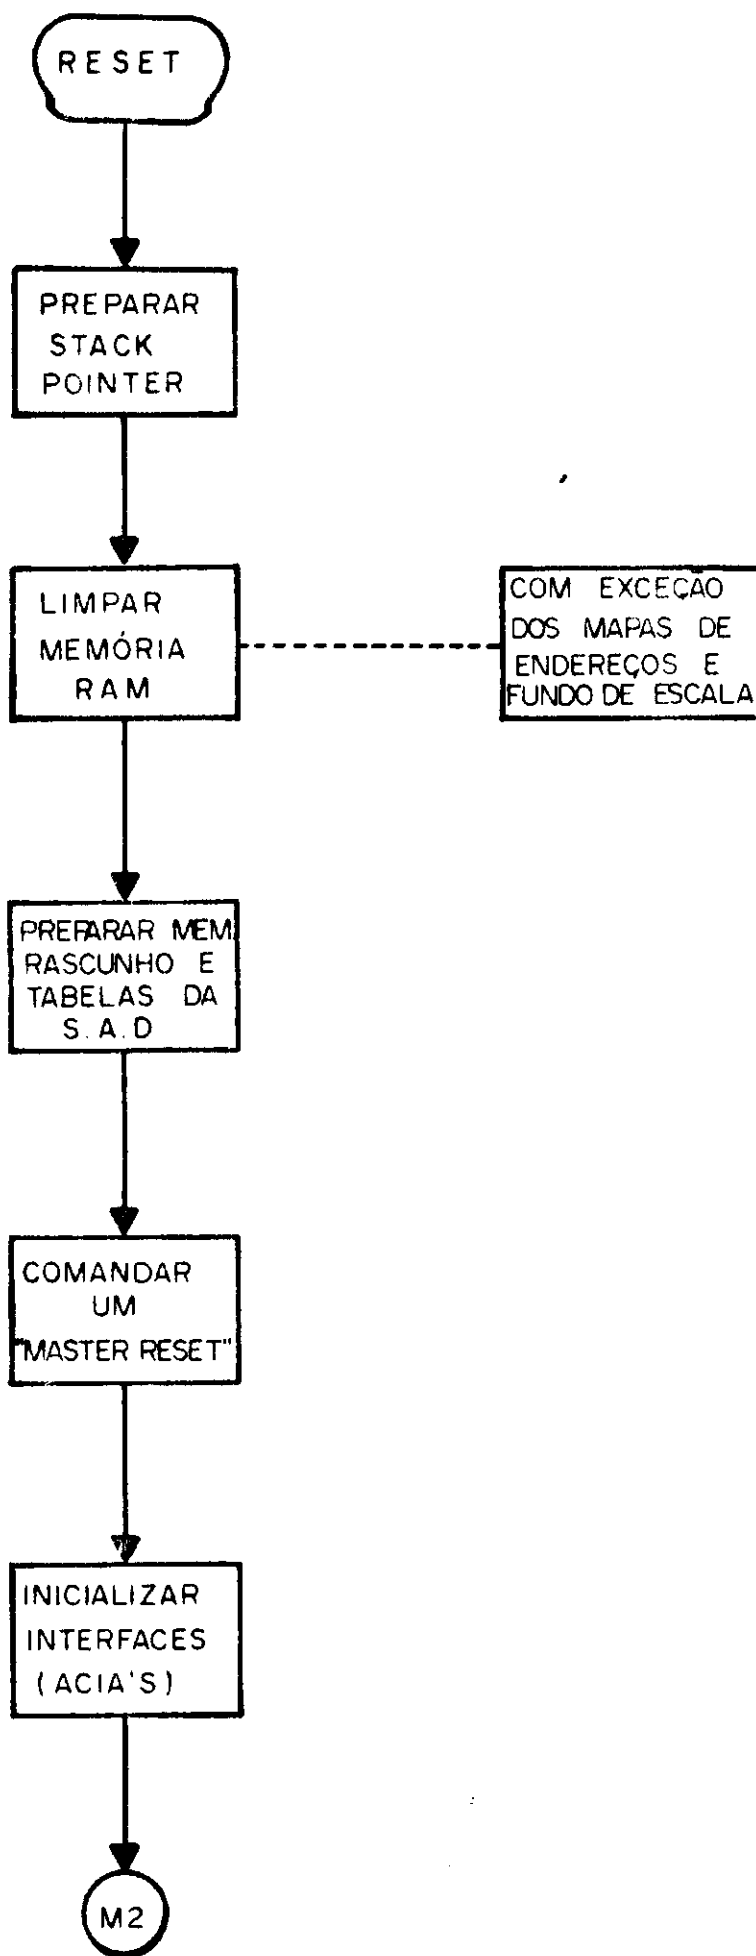 RESET
PREPARAR
STACK
POINTER
LIMPAR
MEMÓRIA
RAM
COM EXCEÇÃO
DOS MAPAS DE
ENDEREÇOS E
FUNDO DE ESCALA
PREPARAR MEM
RASCUNHO E
TABELAS DA
S.A.D
COMANDAR
UM
"MASTER RESET"
INICIALIZAR
INTERFACES
(ACIA'S)
M2